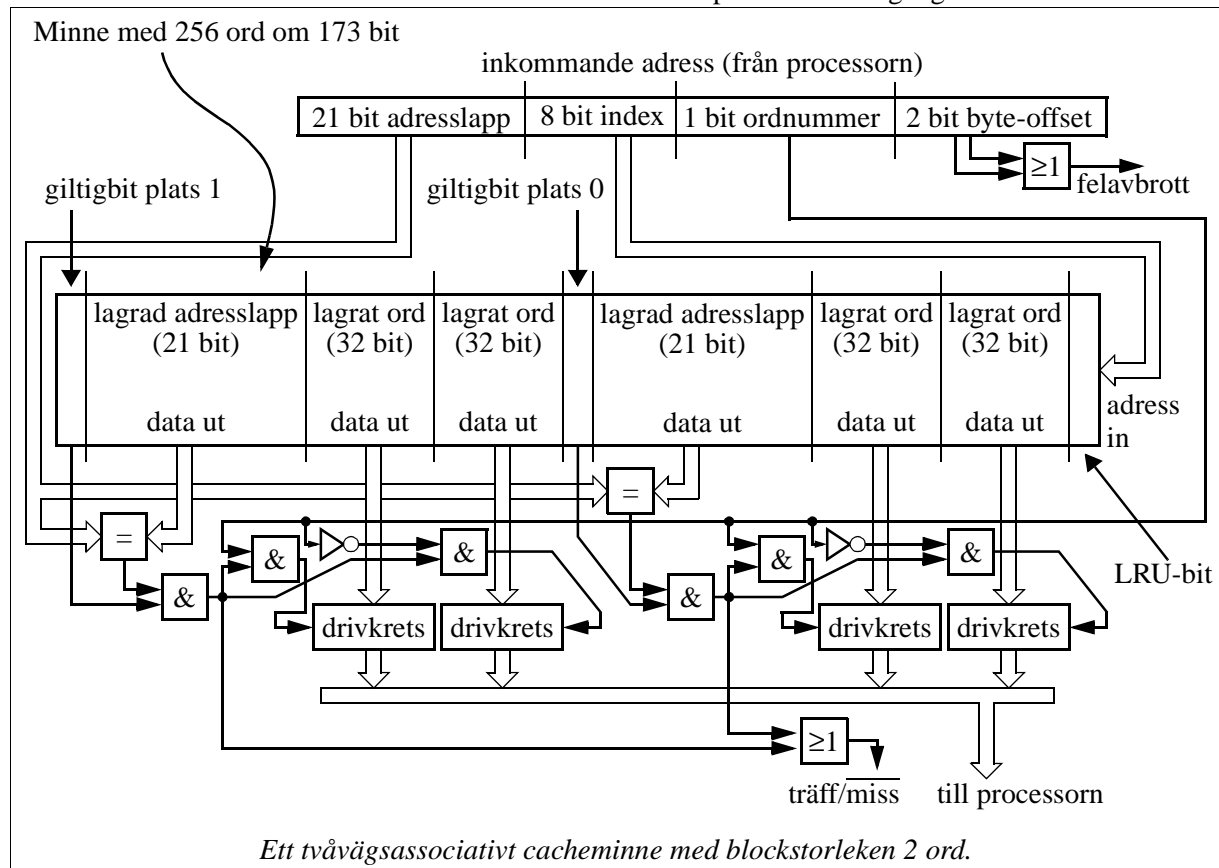 Minne med 256 ord om 173 bit
inkommande adress (från processorn)
21 bit adresslapp 8 bit index 1 bit ordnummer 2 bit byte-offset
≥1
felavbrott
giltigbit plats 1 giltigbit plats 0
lagrad adresslapp lagrat ord lagrat ord lagrad adresslapp lagrat ord lagrat ord
(21 bit) (32 bit) (32 bit) (21 bit) (32 bit) (32 bit)
data ut data ut data ut data ut data ut data ut
adress
in
=
=
& & & &
LRU-bit
& &
drivkrets drivkrets drivkrets drivkrets
≥1
träff/miss till processorn
Ett tvåvägsassociativt cacheminne med blockstorleken 2 ord.